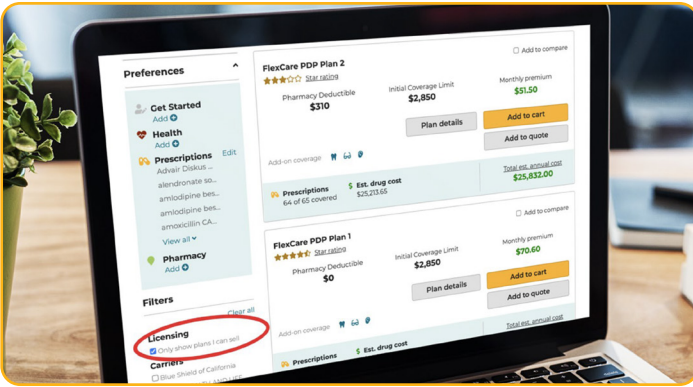 Preferences
Get Started
Add
Health
Add
Prescriptions Edit
Advair Diskus ...
alendronate so...
amlodipine bes...
amlodipine bes...
amoxicillin CA...
View all
Pharmacy
Add
Filters
Clear all
Licensing
Only show plans I can sell
Carriers
Blue Shield of California
AND LIFE
FlexCare PDP Plan 2
Add to compare
Star rating
Pharmacy Deductible
$310
Initial Coverage Limit
$2,850
Monthly premium
$51.50
Plan details
Add to cart
Add to quote
Add-on coverage
Prescriptions
64 of 65 covered
$ Est. drug cost
$25,213.65
Total est. annual cost
$25,832.00
FlexCare PDP Plan 1
Add to compare
Star rating
Pharmacy Deductible
$0
Initial Coverage Limit
$2,850
Monthly premium
$70.60
Plan details
Add to cart
Add to quote
Add-on coverage
Prescriptions
$ Est. drug cost
Total est. annual cost